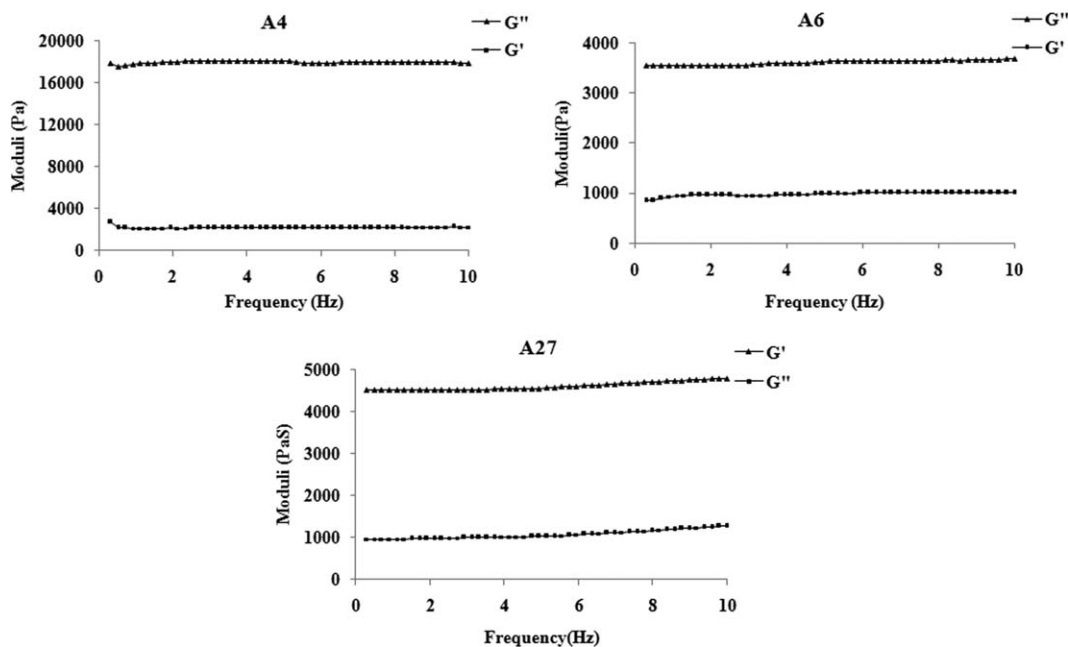 A4
G"
G'
20000
16000
12000
8000
4000
0
Moduli (Pa)
0 2 4 6 8 10
Frequency (Hz)
A6
G"
G'
4000
3000
2000
1000
0
Moduli(Pa)
0 2 4 6 8 10
Frequency (Hz)
A27
G'
G"
5000
4000
3000
2000
1000
0
Moduli (PaS)
0 2 4 6 8 10
Frequency(Hz)